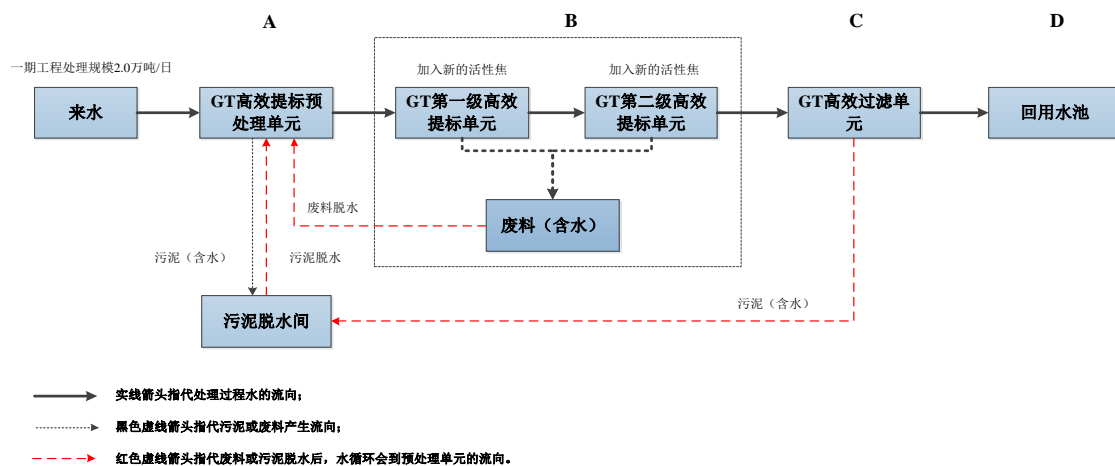 A
B
C
D
一期工程处理规模2.0万吨/日
加入新的活性焦
加入新的活性焦
来水
GT高效提标预
处理单元
GT第一级高效
提标单元
GT第二级高效
提标单元
GT高效过滤单
元
回用水池
废料脱水
废料（含水）
污泥（含水）
污泥脱水
污泥（含水）
污泥脱水间
实线箭头指代处理过程水的流向；
黑色虚线箭头指代污泥或废料产生流向；
红色虚线箭头指代废料或污泥脱水后，水循环会到预处理单元的流向。